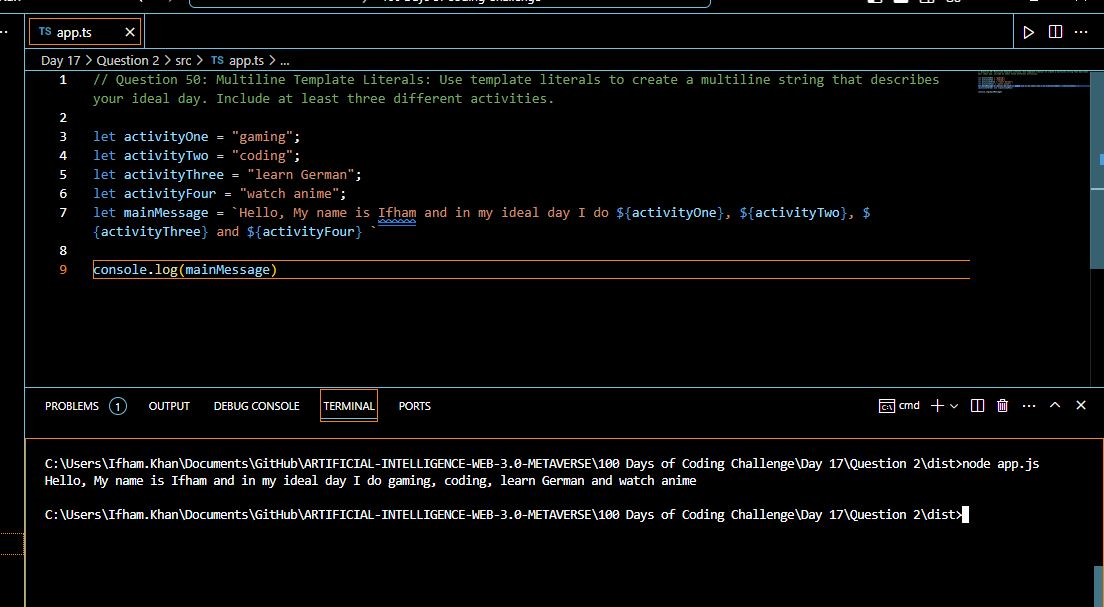 100 Days of Coding Challenge
TS app.ts
Day 17 > Question 2 > src > TS app.ts > ...
1 // Question 50: Multiline Template Literals: Use template literals to create a multiline string that describes
your ideal day. Include at least three different activities.
2
3 let activityOne = "gaming";
4 let activityTwo = "coding";
5 let activityThree = "learn German";
6 let activityFour = "watch anime";
7 let mainMessage = `Hello, My name is Ifham and in my ideal day I do ${activityOne}, ${activityTwo}, $
{activityThree} and ${activityFour} `
8
9 console.log(mainMessage)
PROBLEMS 1 OUTPUT DEBUG CONSOLE TERMINAL PORTS cmd
C:\Users\Ifham.Khan\Documents\GitHub\ARTIFICIAL-INTELLIGENCE-WEB-3.0-METAVERSE\100 Days of Coding Challenge\Day 17\Question 2\dist>node app.js
Hello, My name is Ifham and in my ideal day I do gaming, coding, learn German and watch anime
C:\Users\Ifham.Khan\Documents\GitHub\ARTIFICIAL-INTELLIGENCE-WEB-3.0-METAVERSE\100 Days of Coding Challenge\Day 17\Question 2\dist>